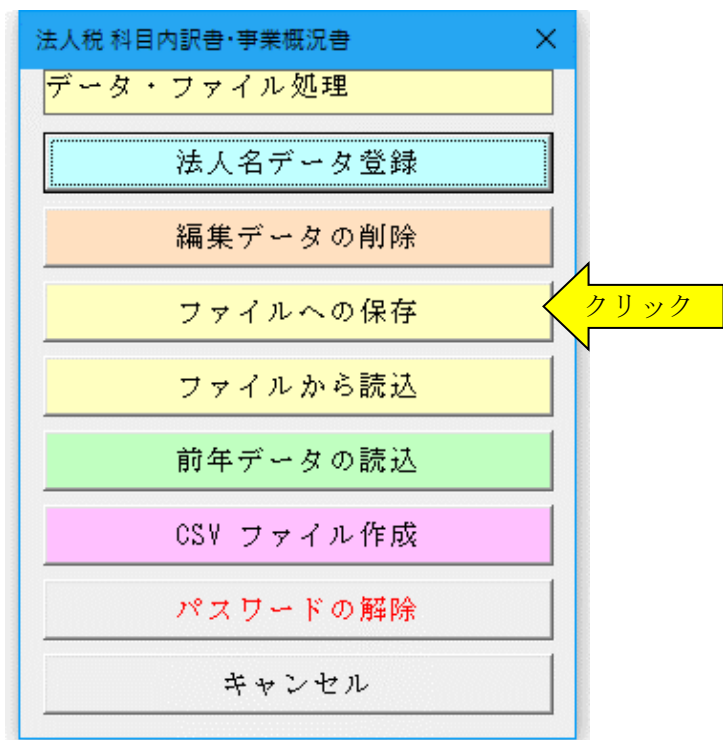 法人税 科目内訳書・事業概況書
データ・ファイル処理
法人名データ登録
編集データの削除
ファイルへの保存
クリック
ファイルから読込
前年データの読込
CSV ファイル作成
パスワードの解除
キャンセル